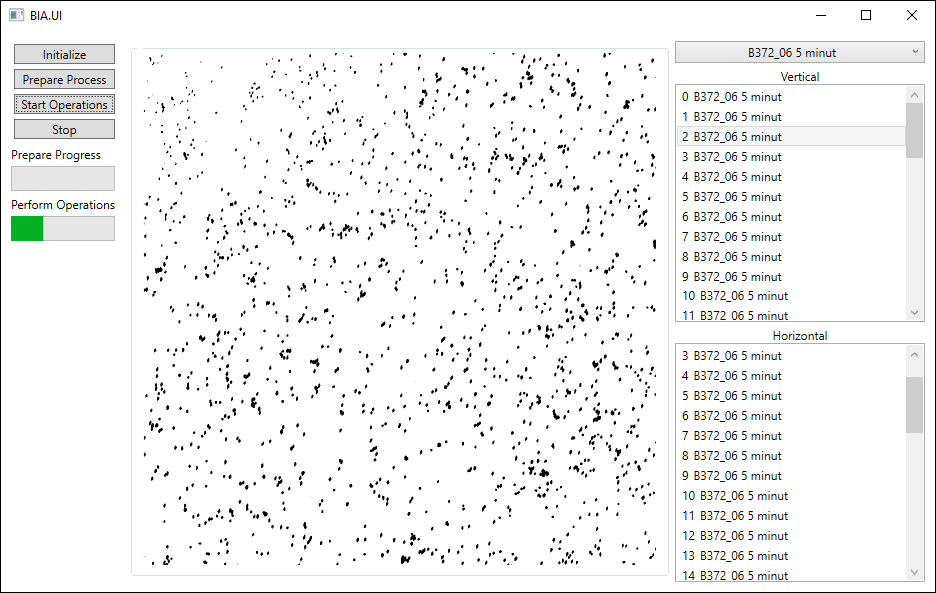 BIA.UI
Initialize
Prepare Process
Start Operations
Stop
Prepare Progress
Perform Operations
B372_06 5 minut
Vertical
0 B372_06 5 minut
1 B372_06 5 minut
2 B372_06 5 minut
3 B372_06 5 minut
4 B372_06 5 minut
5 B372_06 5 minut
6 B372_06 5 minut
7 B372_06 5 minut
8 B372_06 5 minut
9 B372_06 5 minut
10 B372_06 5 minut
11 B372_06 5 minut
Horizontal
3 B372_06 5 minut
4 B372_06 5 minut
5 B372_06 5 minut
6 B372_06 5 minut
7 B372_06 5 minut
8 B372_06 5 minut
9 B372_06 5 minut
10 B372_06 5 minut
11 B372_06 5 minut
12 B372_06 5 minut
13 B372_06 5 minut
14 B372_06 5 minut